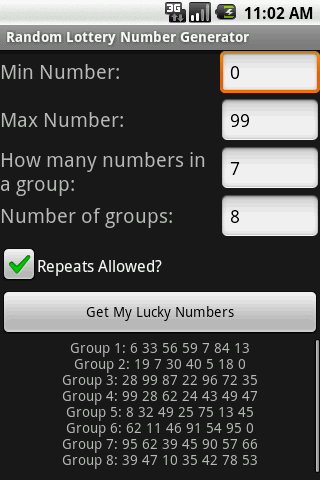 3G 11:02 AM
Random Lottery Number Generator
Min Number: 0
Max Number: 99
How many numbers in
a group: 7
Number of groups: 8
Repeats Allowed?
Get My Lucky Numbers
Group 1: 6 33 56 59 7 84 13
Group 2: 19 7 30 40 5 18 0
Group 3: 28 99 87 22 96 72 35
Group 4: 99 28 62 24 43 49 47
Group 5: 8 32 49 25 75 13 45
Group 6: 62 11 46 91 54 95 0
Group 7: 95 62 39 45 90 57 66
Group 8: 39 47 10 35 42 78 53